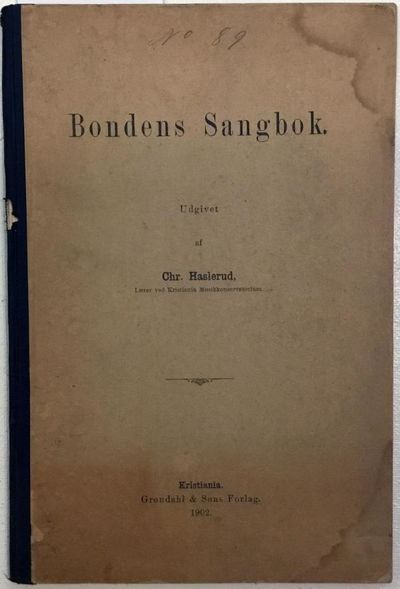 No 89
Bondens Sangbok.
Udgivet
af
Chr. Haslerud,
Lærer ved Kristiania Musikkonservatorium.
Kristiania.
Grøndahl & Søns Forlag.
1902.